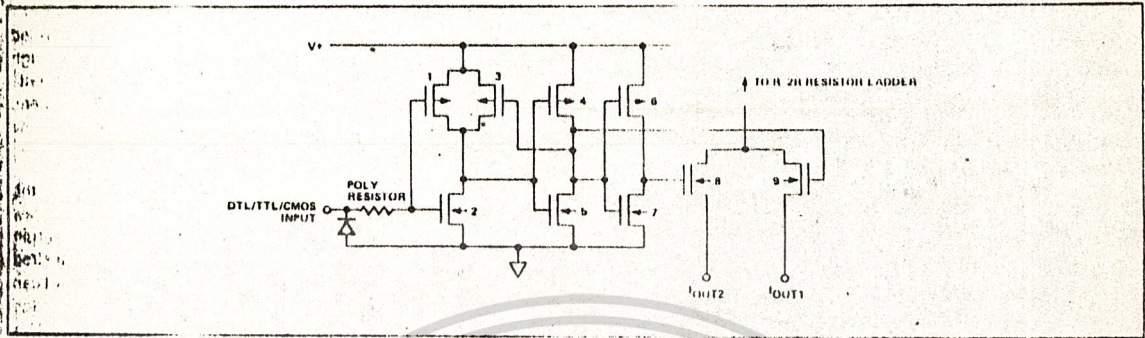 V+
1
3
4
6
TO R-2R RESISTOR LADDER
POLY
RESISTOR
DTL/TTL/CMOS
INPUT
2
5
7
8
9
IOUT2
IOUT1